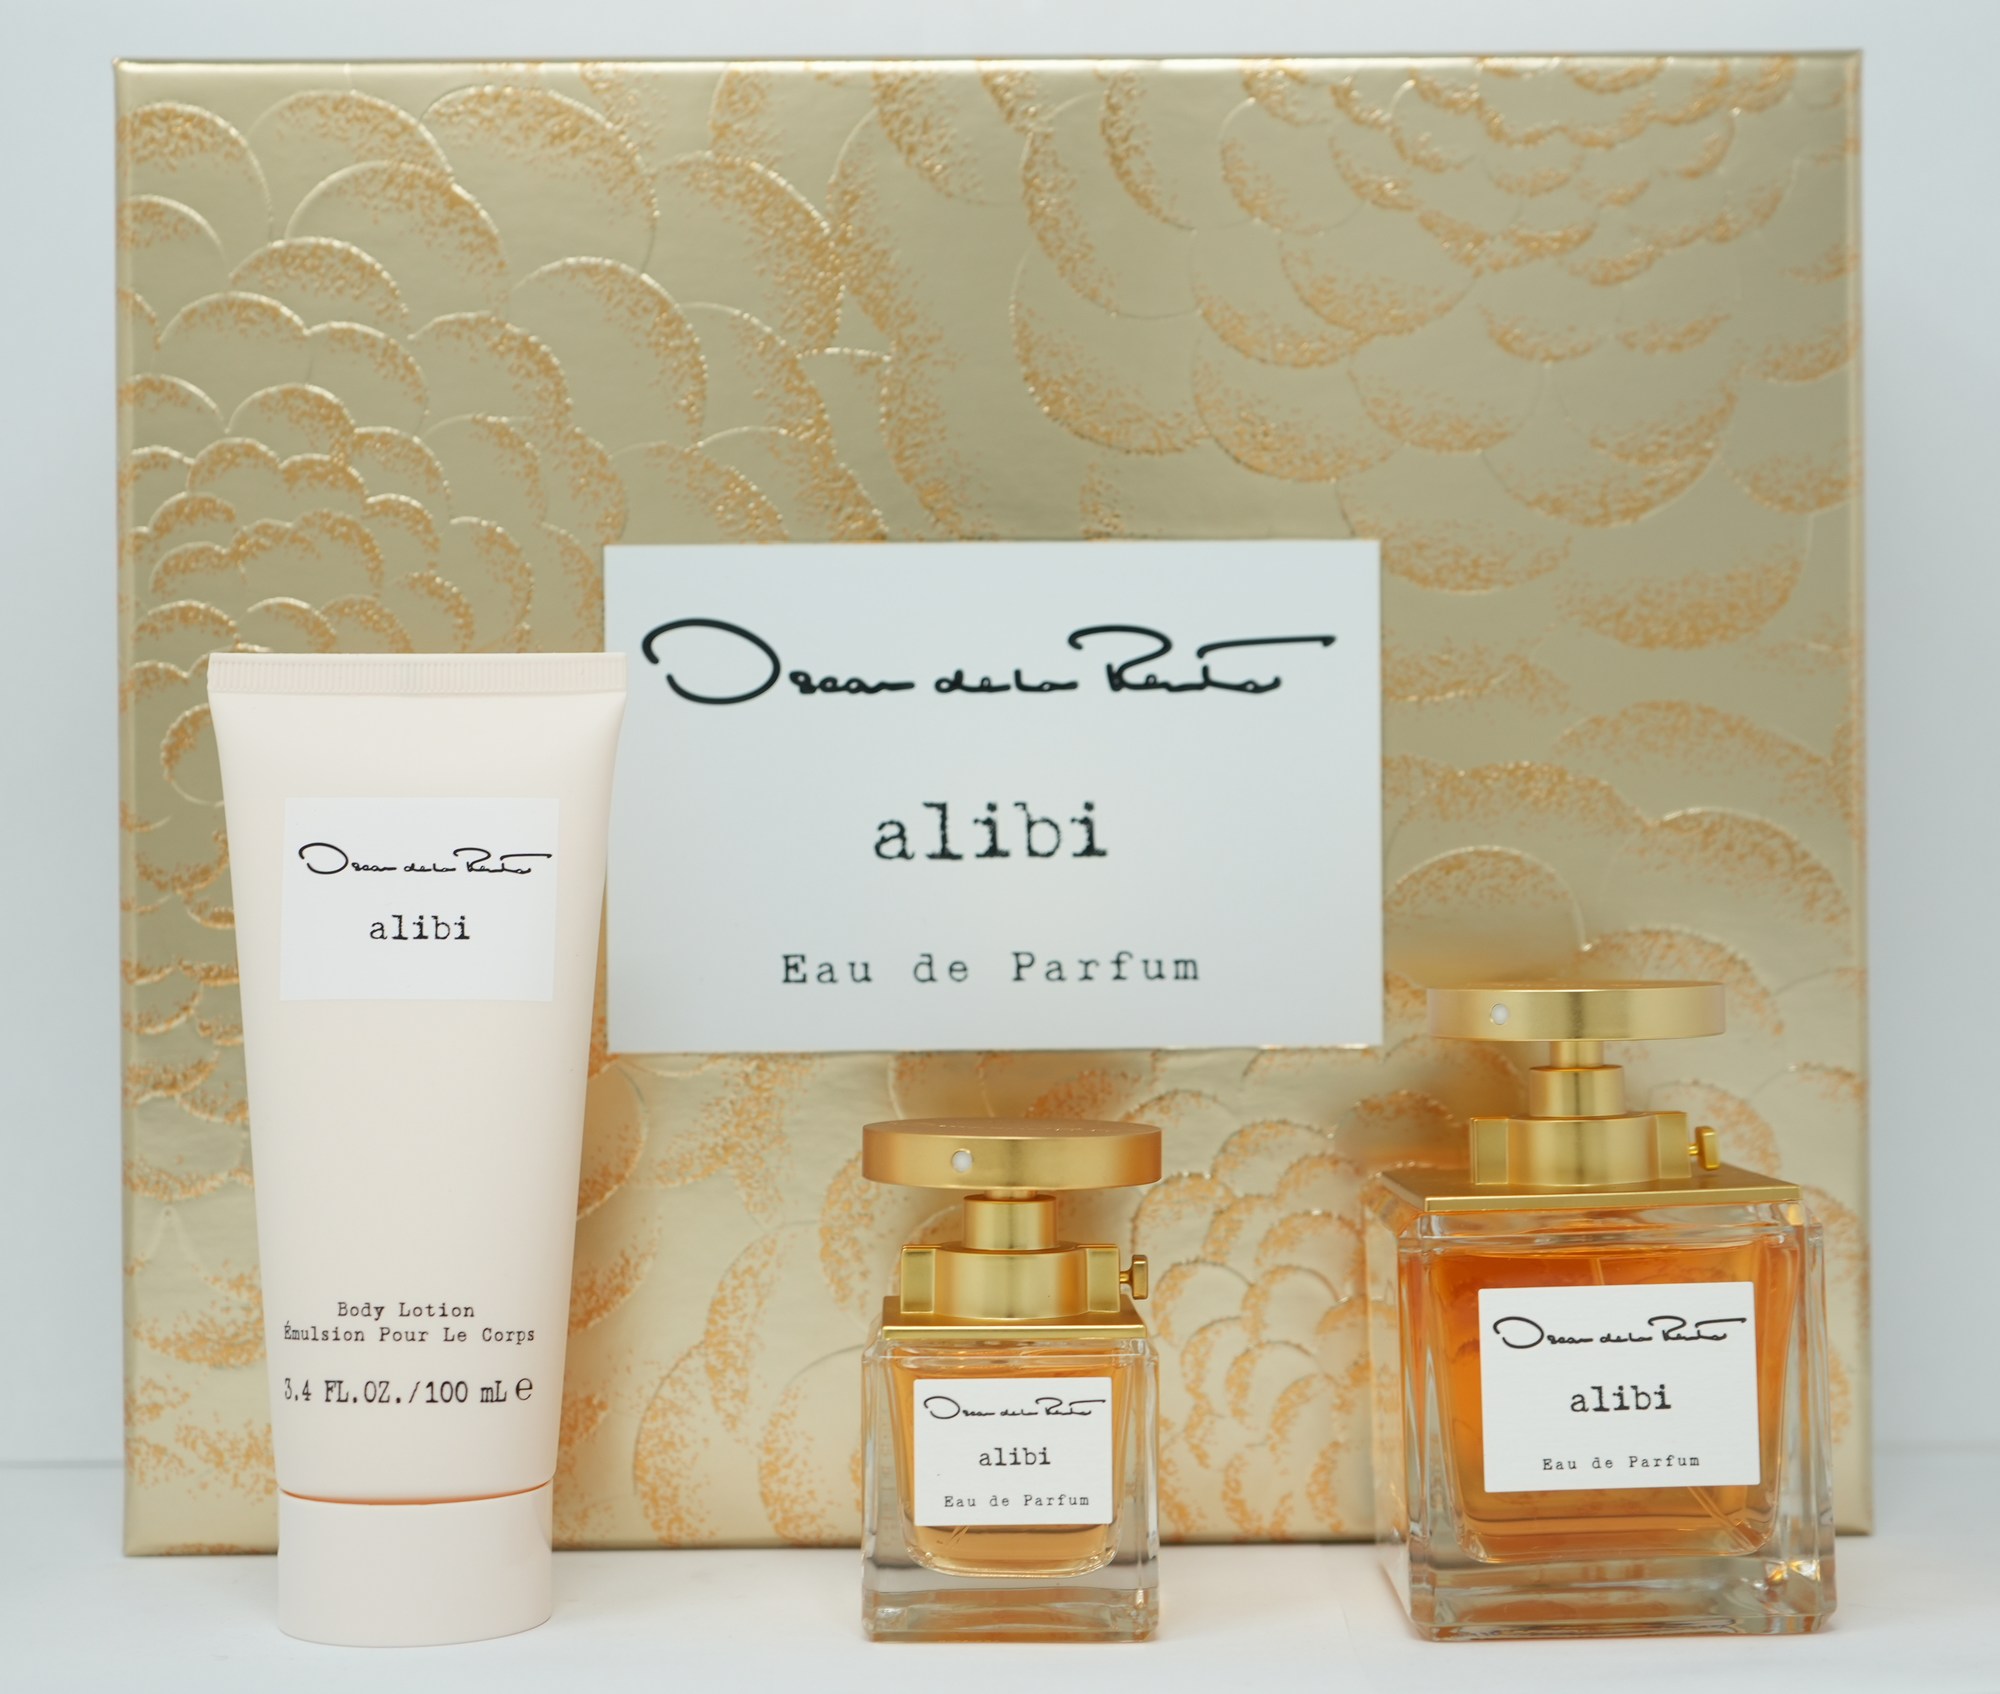 Oscar de la Renta
alibi
Eau de Parfum
Oscar de la Renta
alibi
Body Lotion
Émulsion Pour Le Corps
3.4 FL.OZ./100 mL e
Oscar de la Renta
alibi
Eau de Parfum
Oscar de la Renta
alibi
Eau de Parfum